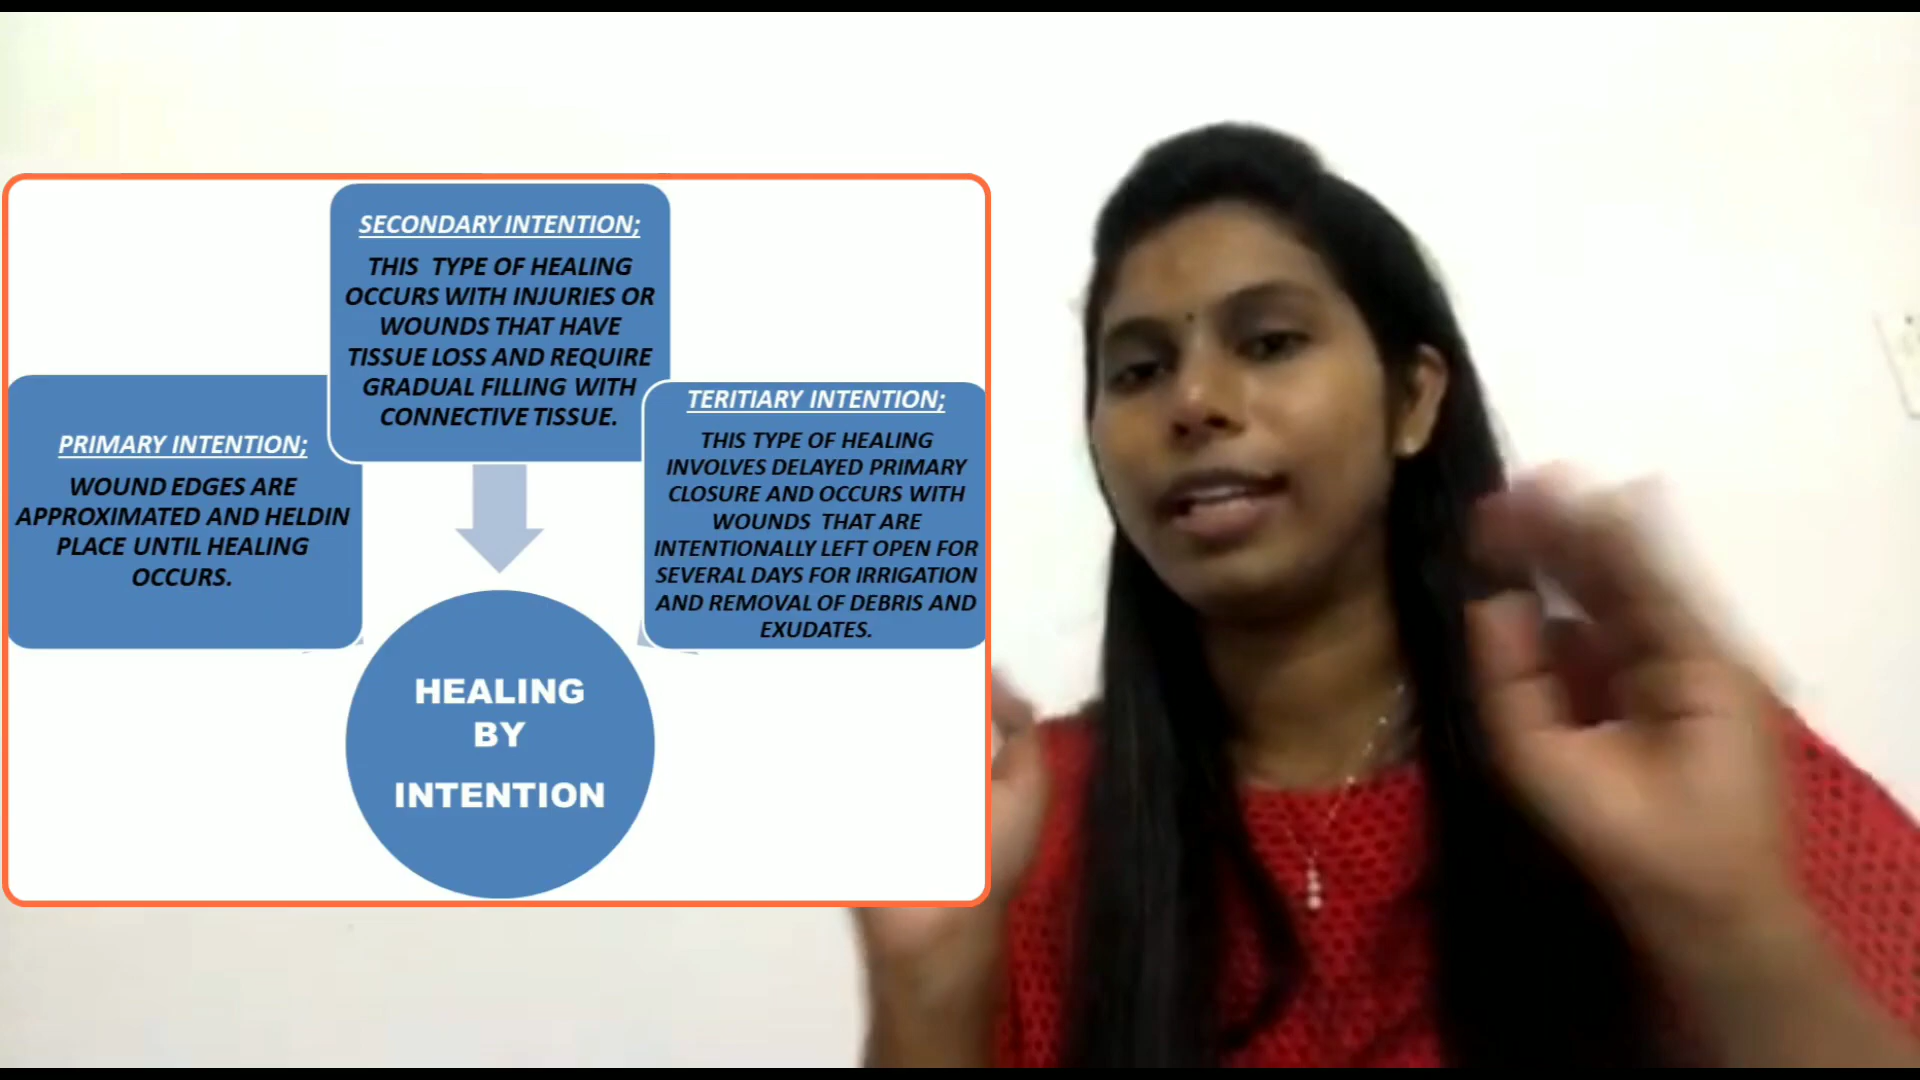 SECONDARY INTENTION;
THIS TYPE OF HEALING
OCCURS WITH INJURIES OR
WOUNDS THAT HAVE
TISSUE LOSS AND REQUIRE
GRADUAL FILLING WITH
CONNECTIVE TISSUE.
PRIMARY INTENTION;
WOUND EDGES ARE
APPROXIMATED AND HELDIN
PLACE UNTIL HEALING
OCCURS.
TERITIARY INTENTION;
THIS TYPE OF HEALING
INVOLVES DELAYED PRIMARY
CLOSURE AND OCCURS WITH
WOUNDS THAT ARE
INTENTIONALLY LEFT OPEN FOR
SEVERAL DAYS FOR IRRIGATION
AND REMOVAL OF DEBRIS AND
EXUDATES.
HEALING
BY
INTENTION